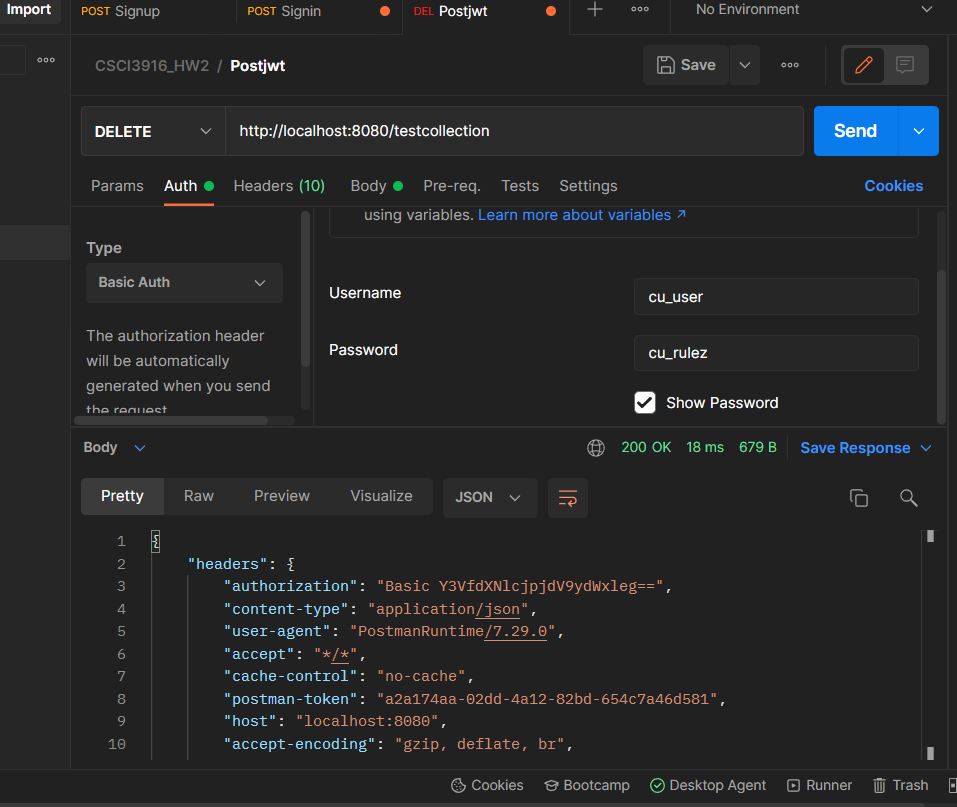 Import
POST Signup
POST Signin
DEL Postjwt
No Environment
CSCI3916_HW2 / Postjwt
Save
DELETE
http://localhost:8080/testcollection
Send
Params
Auth
Headers (10)
Body
Pre-req.
Tests
Settings
Cookies
Type
Basic Auth
The authorization header
will be automatically
generated when you send
the request
using variables. Learn more about variables ↗
Username
cu_user
Password
cu_rulez
Show Password
Body
200 OK
18 ms
679 B
Save Response
Pretty
Raw
Preview
Visualize
JSON
1 {
2 "headers": {
3 "authorization": "Basic Y3VfdXNlcjpjdV9ydWxleg==",
4 "content-type": "application/json",
5 "user-agent": "PostmanRuntime/7.29.0",
6 "accept": "*/*",
7 "cache-control": "no-cache",
8 "postman-token": "a2a174aa-02dd-4a12-82bd-654c7a46d581",
9 "host": "localhost:8080",
10 "accept-encoding": "gzip, deflate, br",
Cookies
Bootcamp
Desktop Agent
Runner
Trash